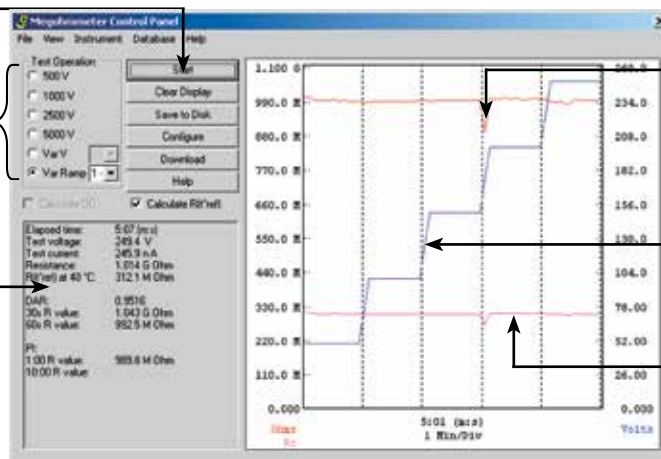 Megohmmeter Control Panel
File View Instrument Database Help
Test Operation
500 V
1000 V
2500 V
5000 V
Var V
Var Ramp 1
Start
Clear Display
Save to Disk
Configure
Download
Help
Calculate DD
Calculate R(t°ref)
Elapsed time: 5:07 (m:s)
Test voltage: 249.4 V
Test current: 245.9 nA
Resistance: 1.014 G Ohm
R(t°ref) at 40 °C: 312.1 M Ohm
DAR: 0.9516
30s R value: 1.043 G Ohm
60s R value: 992.5 M Ohm
PI:
1:00 R value: 989.8 M Ohm
10:00 R value:
1.100 G
990.0 M
880.0 M
770.0 M
660.0 M
550.0 M
440.0 M
330.0 M
220.0 M
110.0 M
0.000
260.0
234.0
208.0
182.0
156.0
130.0
104.0
78.00
52.00
26.00
0.000
Ohms
Rc
5:01 (m:s)
1 Min/Div
Volts